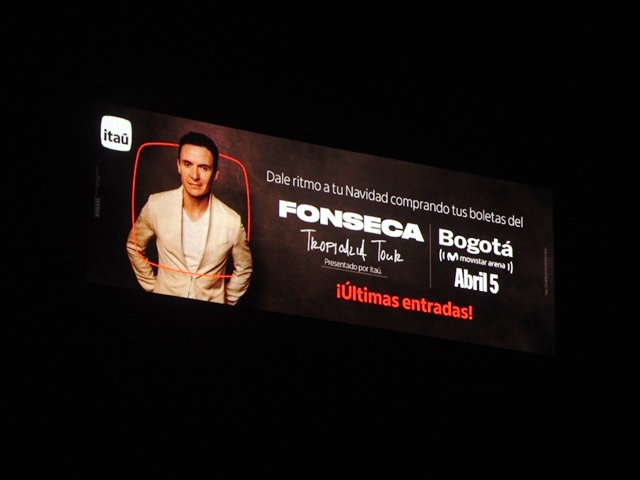 itaú
Dale ritmo a tu Navidad comprando tus boletas del
FONSECA
Tropicalia Tour
Presentado por Itaú.
Bogotá
movistar arena
Abril 5
¡Últimas entradas!